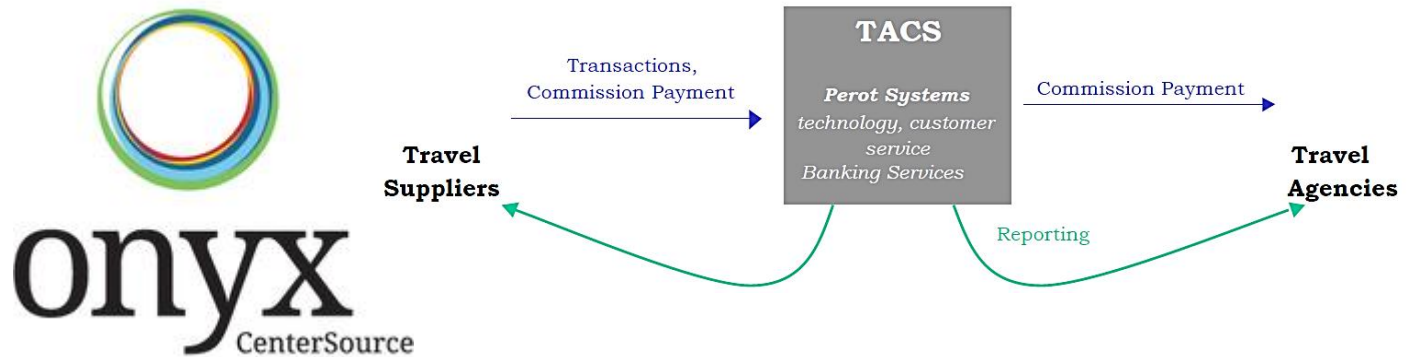 onyx
CenterSource
Travel
Suppliers
Transactions,
Commission Payment
TACS
Perot Systems
technology, customer
service
Banking Services
Commission Payment
Travel
Agencies
Reporting